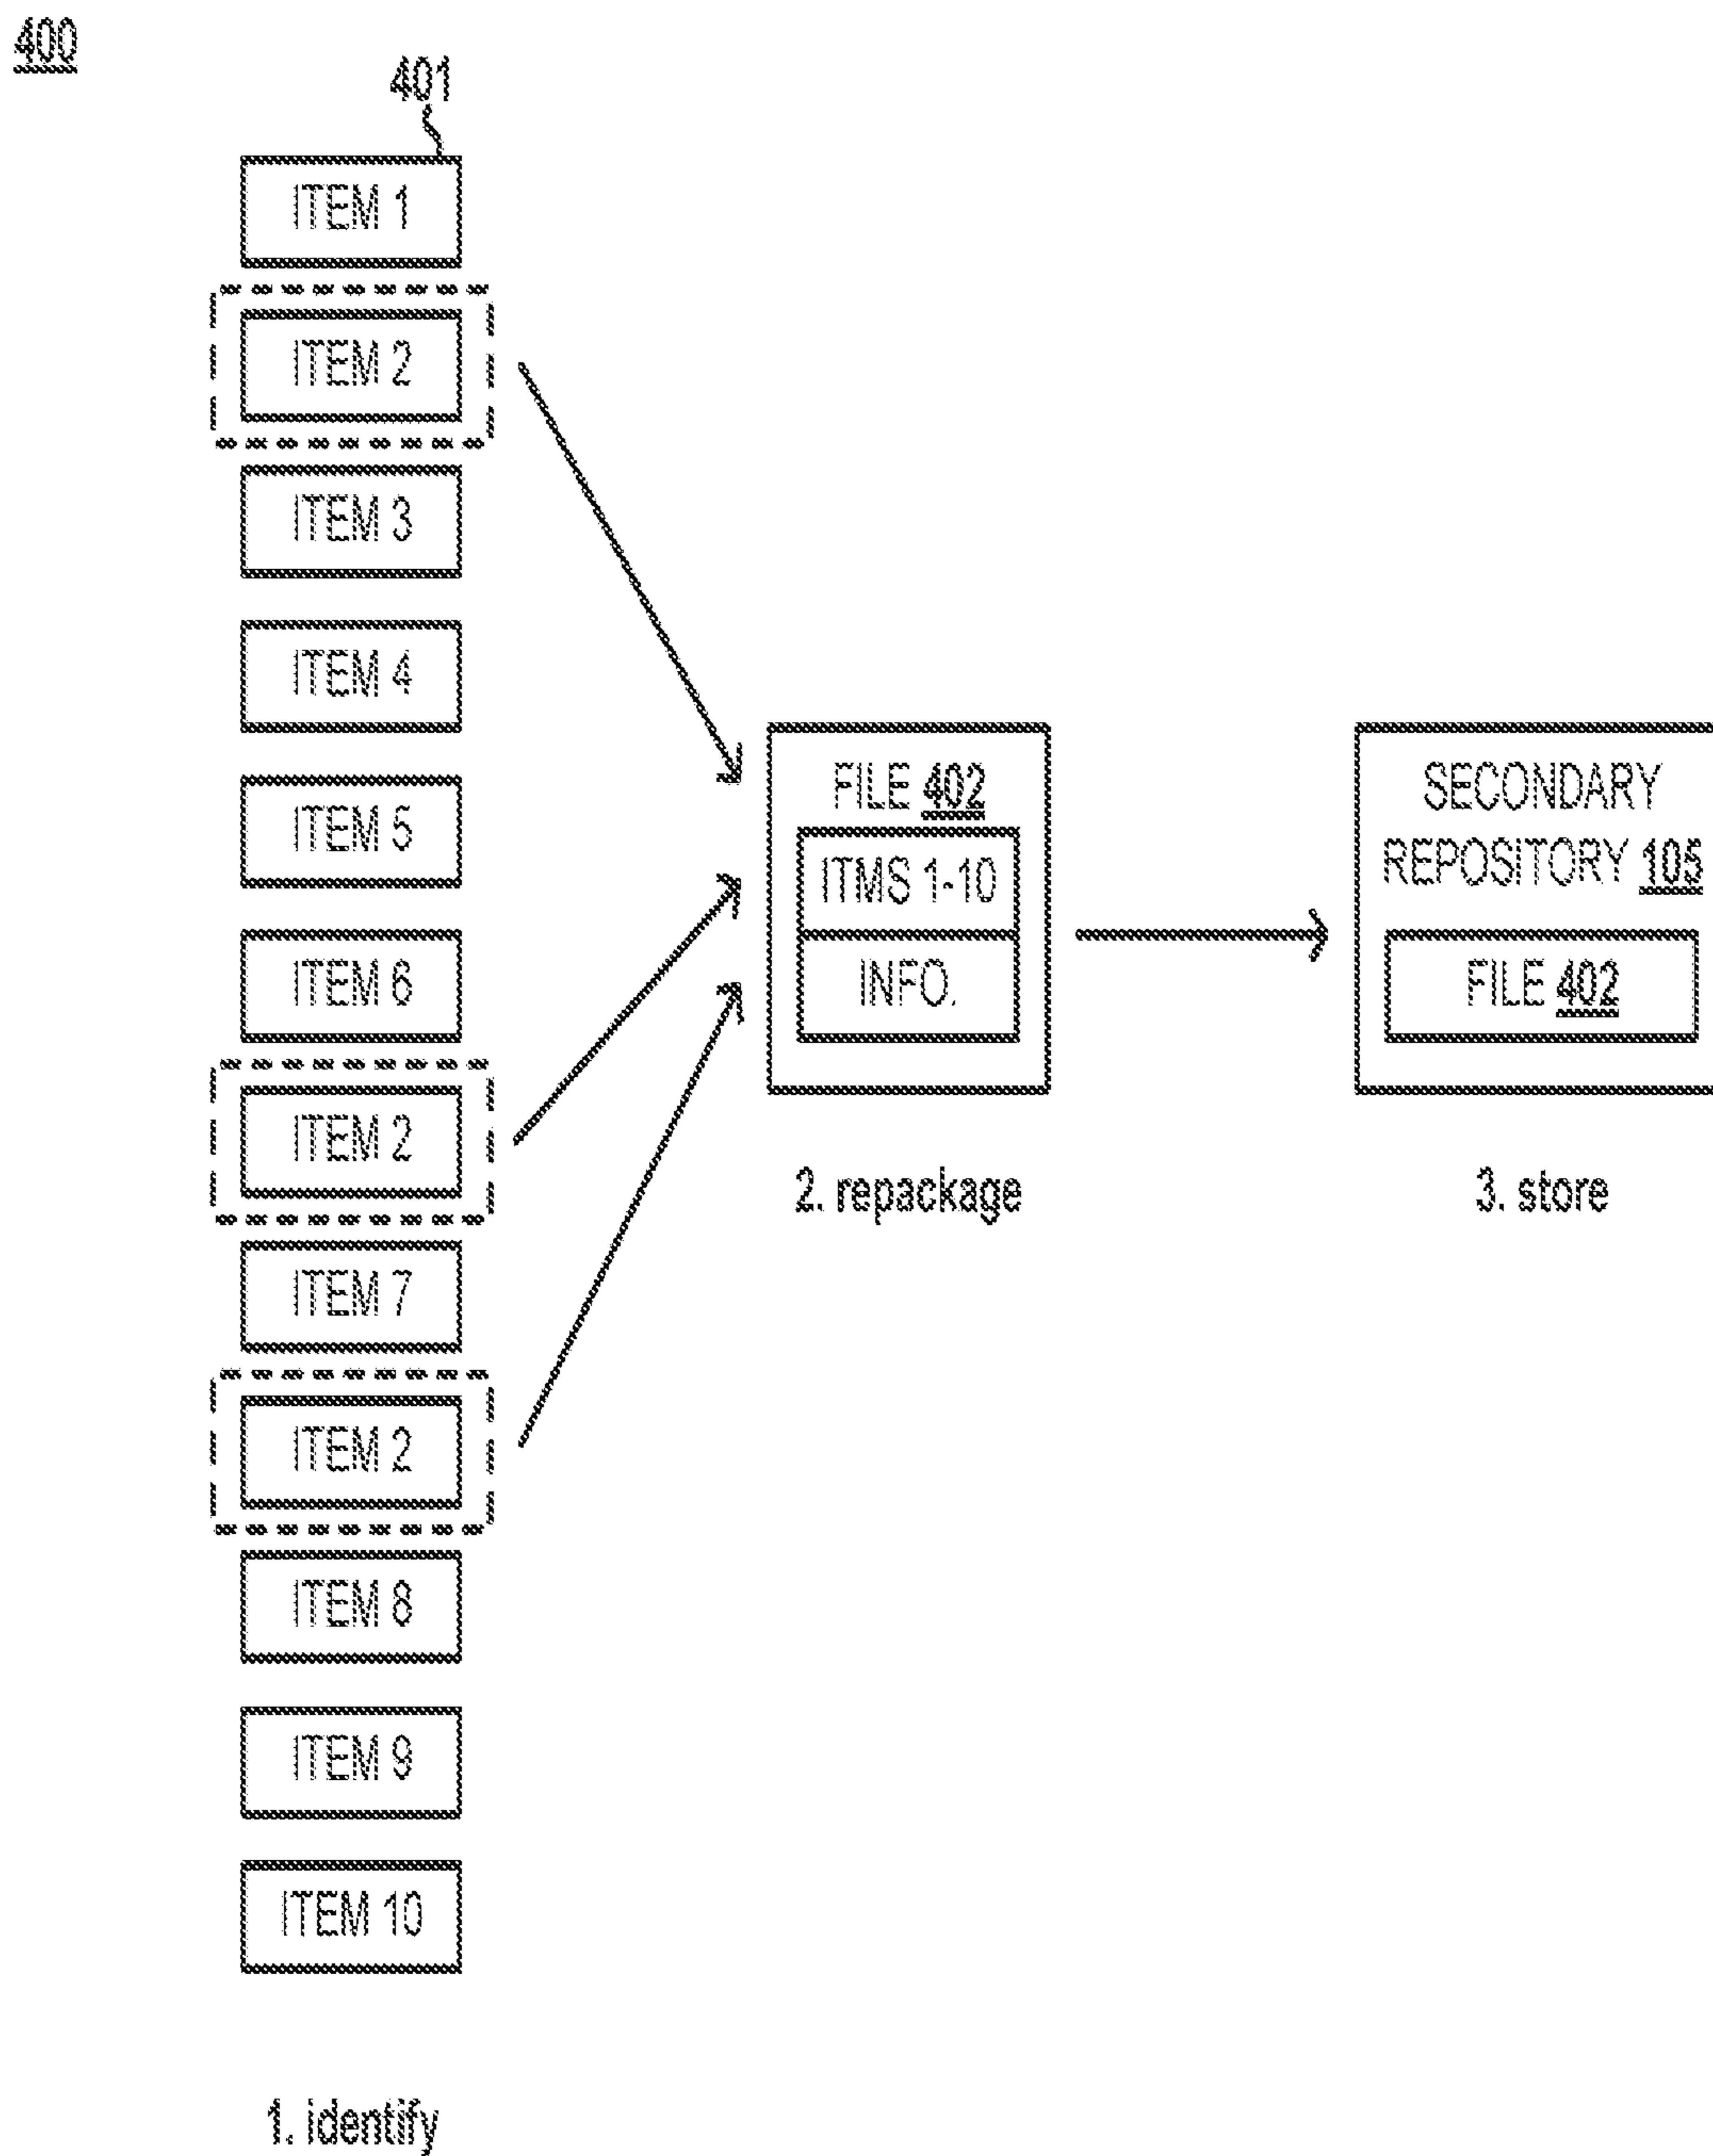 400
401
ITEM 1
ITEM 2
ITEM 3
ITEM 4
ITEM 5
ITEM 6
ITEM 2
ITEM 7
ITEM 2
ITEM 8
ITEM 9
ITEM 10
1. identify
FILE 402
ITMS 1-10
INFO.
2. repackage
SECONDARY
REPOSITORY 105
FILE 402
3. store